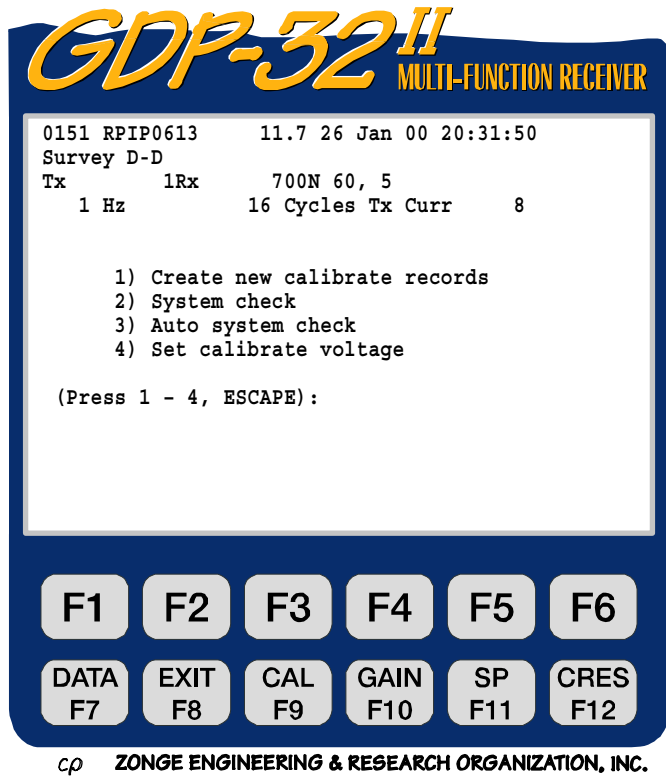 GDP-32 II
MULTI-FUNCTION RECEIVER
0151 RPIP0613 11.7 26 Jan 00 20:31:50
Survey D-D
Tx 1Rx 700N 60, 5
1 Hz 16 Cycles Tx Curr 8
1) Create new calibrate records
2) System check
3) Auto system check
4) Set calibrate voltage
(Press 1 – 4, ESCAPE):
F1 F2 F3 F4 F5 F6
DATA EXIT CAL GAIN SP CRES
F7 F8 F9 F10 F11 F12
cρ ZONGE ENGINEERING & RESEARCH ORGANIZATION, INC.